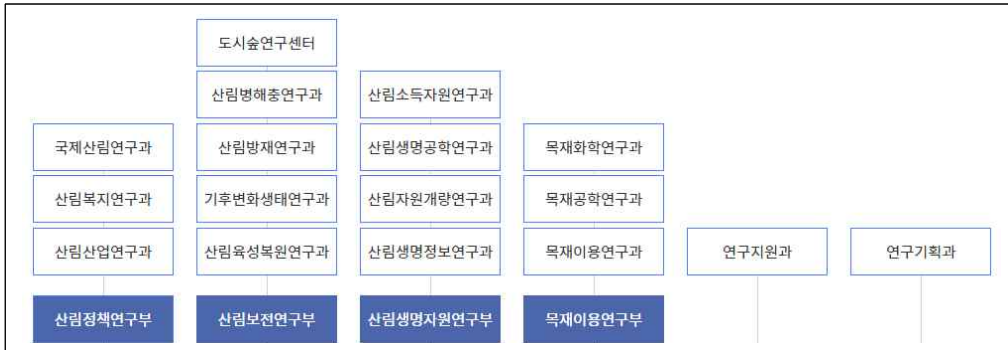 도시숲연구센터
산림병해충연구과
산림소득자원연구과
국제산림연구과
산림방재연구과
산림생명공학연구과
목재화학연구과
산림복지연구과
기후변화생태연구과
산림자원개량연구과
목재공학연구과
산림산업연구과
산림육성복원연구과
산림생명정보연구과
목재이용연구과
연구지원과
연구기획과
산림정책연구부
산림보전연구부
산림생명자원연구부
목재이용연구부